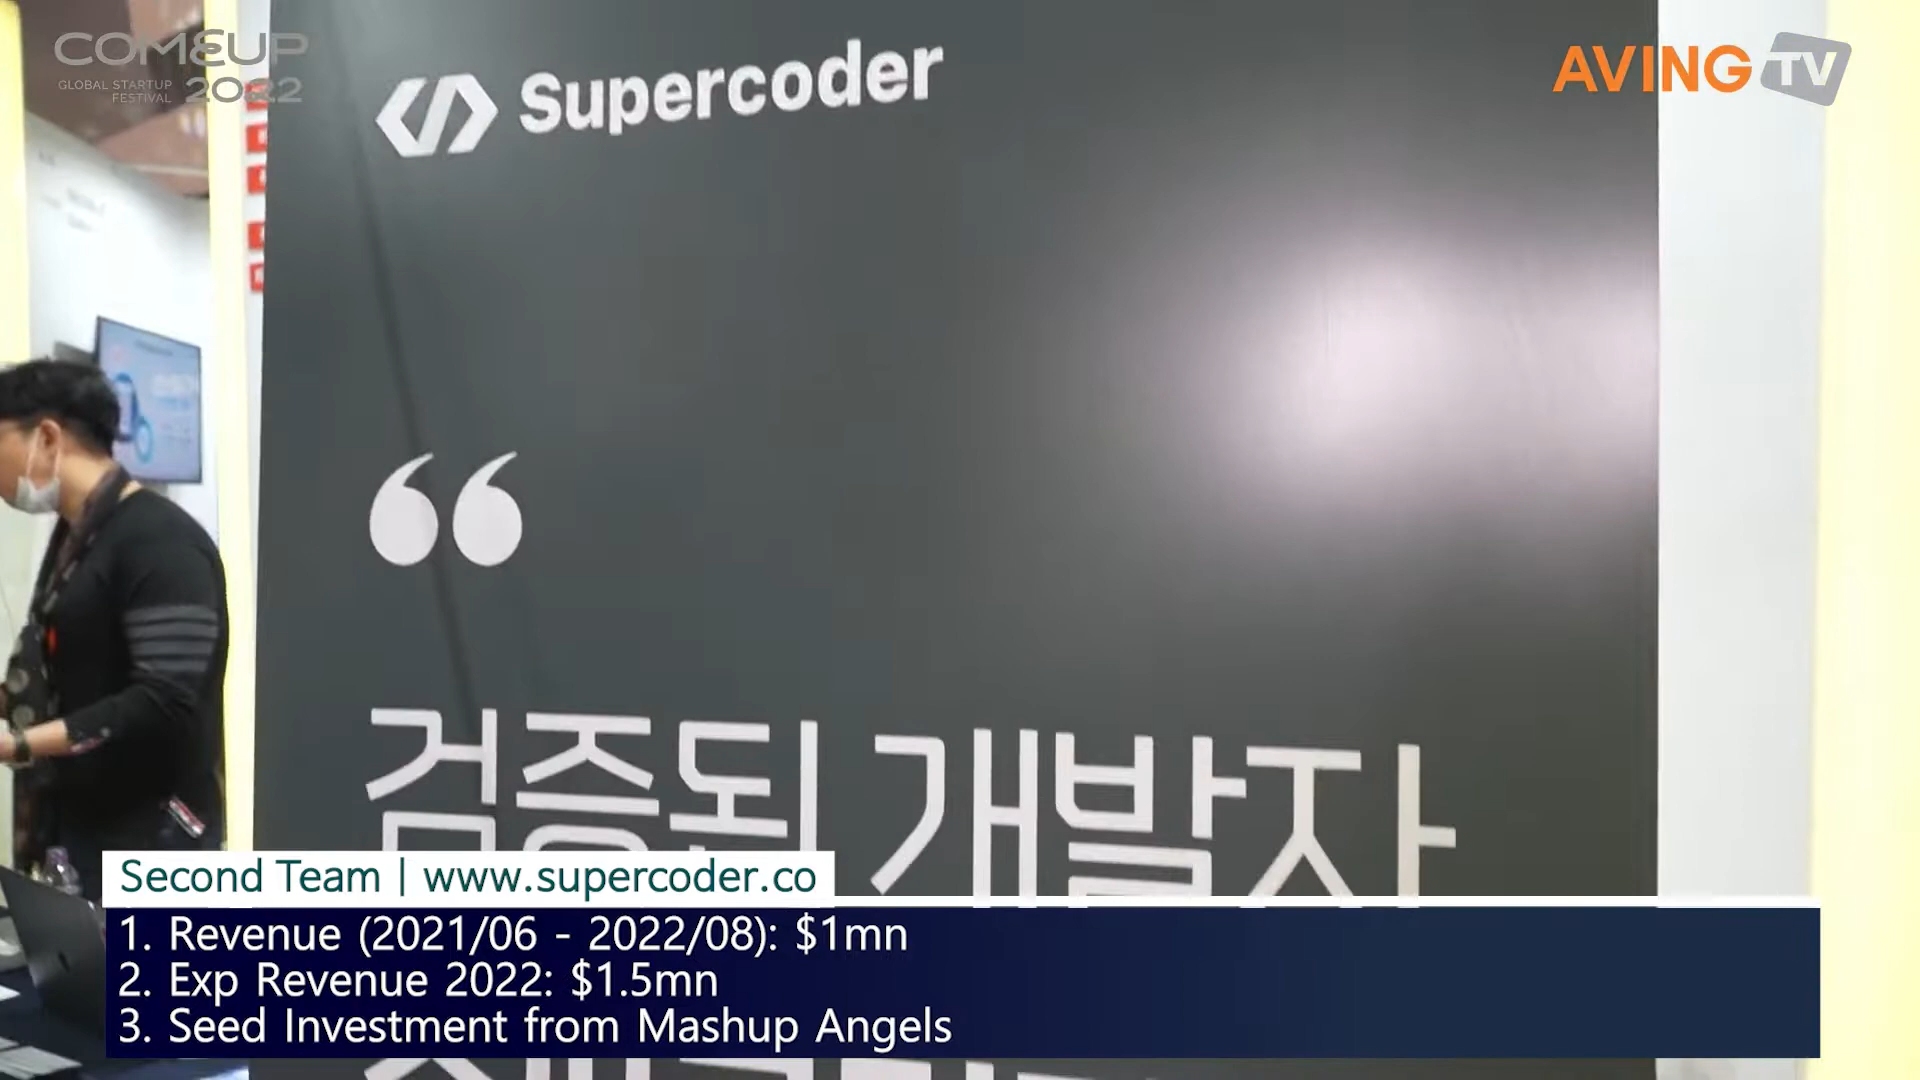 COMEUP
GLOBAL STARTUP
FESTIVAL 2022
AVING TV
Supercoder
“
검증된 개발자
Second Team | www.supercoder.co
1. Revenue (2021/06 - 2022/08): $1mn
2. Exp Revenue 2022: $1.5mn
3. Seed Investment from Mashup Angels